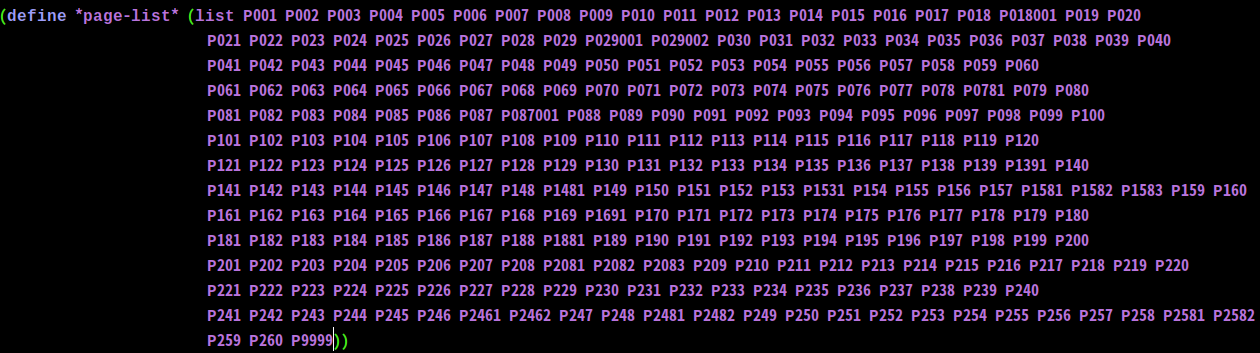 (define *page-list* (list P001 P002 P003 P004 P005 P006 P007 P008 P009 P010 P011 P012 P013 P014 P015 P016 P017 P018 P018001 P019 P020
P021 P022 P023 P024 P025 P026 P027 P028 P029 P029001 P029002 P030 P031 P032 P033 P034 P035 P036 P037 P038 P039 P040
P041 P042 P043 P044 P045 P046 P047 P048 P049 P050 P051 P052 P053 P054 P055 P056 P057 P058 P059 P060
P061 P062 P063 P064 P065 P066 P067 P068 P069 P070 P071 P072 P073 P074 P075 P076 P077 P078 P0781 P079 P080
P081 P082 P083 P084 P085 P086 P087 P087001 P088 P089 P090 P091 P092 P093 P094 P095 P096 P097 P098 P099 P100
P101 P102 P103 P104 P105 P106 P107 P108 P109 P110 P111 P112 P113 P114 P115 P116 P117 P118 P119 P120
P121 P122 P123 P124 P125 P126 P127 P128 P129 P130 P131 P132 P133 P134 P135 P136 P137 P138 P139 P1391 P140
P141 P142 P143 P144 P145 P146 P147 P148 P1481 P149 P150 P151 P152 P153 P1531 P154 P155 P156 P157 P1581 P1582 P1583 P159 P160
P161 P162 P163 P164 P165 P166 P167 P168 P169 P1691 P170 P171 P172 P173 P174 P175 P176 P177 P178 P179 P180
P181 P182 P183 P184 P185 P186 P187 P188 P1881 P189 P190 P191 P192 P193 P194 P195 P196 P197 P198 P199 P200
P201 P202 P203 P204 P205 P206 P207 P208 P2081 P2082 P2083 P209 P210 P211 P212 P213 P214 P215 P216 P217 P218 P219 P220
P221 P222 P223 P224 P225 P226 P227 P228 P229 P230 P231 P232 P233 P234 P235 P236 P237 P238 P239 P240
P241 P242 P243 P244 P245 P246 P2461 P2462 P247 P248 P2481 P2482 P249 P250 P251 P252 P253 P254 P255 P256 P257 P258 P2581 P2582
P259 P260 P9999))